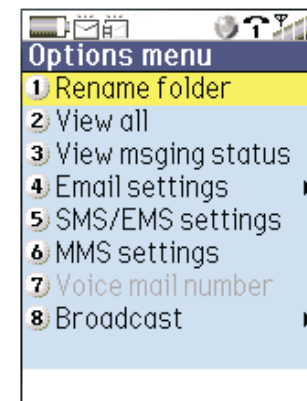 Options menu
1 Rename folder
2 View all
3 View msging status
4 Email settings
5 SMS/EMS settings
6 MMS settings
7 Voice mail number
8 Broadcast